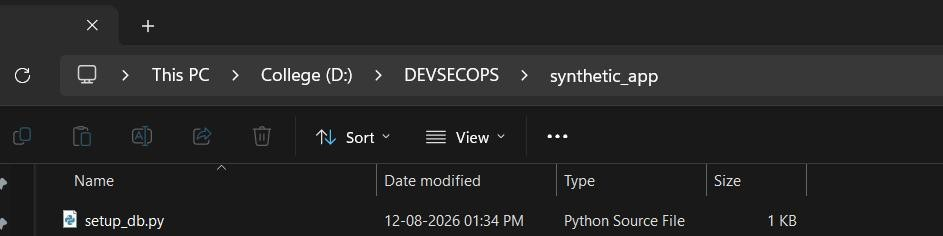 This PC > College (D:) > DEVSECOPS > synthetic_app
Sort View
Name Date modified Type Size
setup_db.py 12-08-2026 01:34 PM Python Source File 1 KB